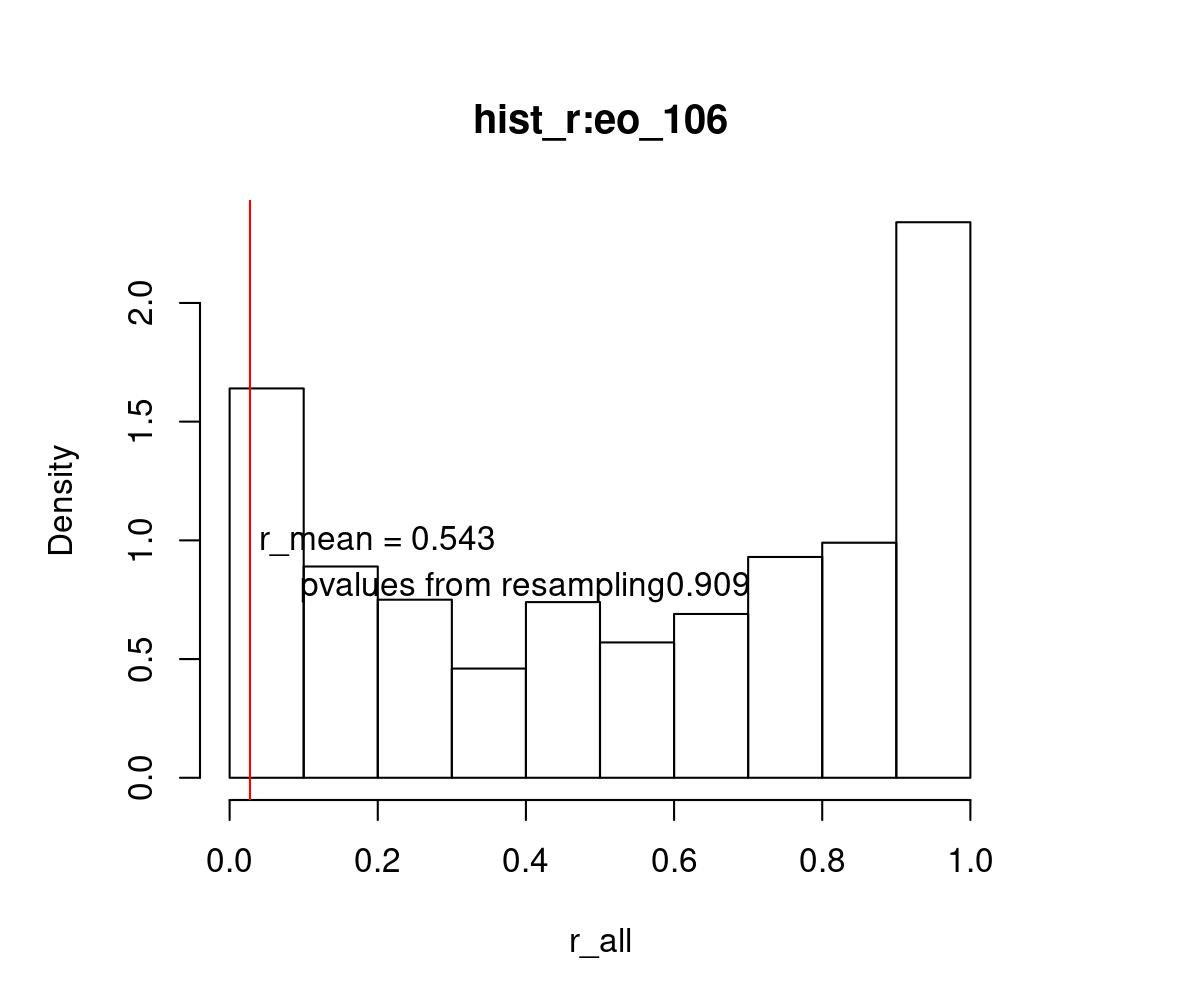 hist_r:eo_106
Density
2.0
1.5
1.0
0.5
0.0
r_mean = 0.543
pvalues from resampling0.909
0.0 0.2 0.4 0.6 0.8 1.0
r_all